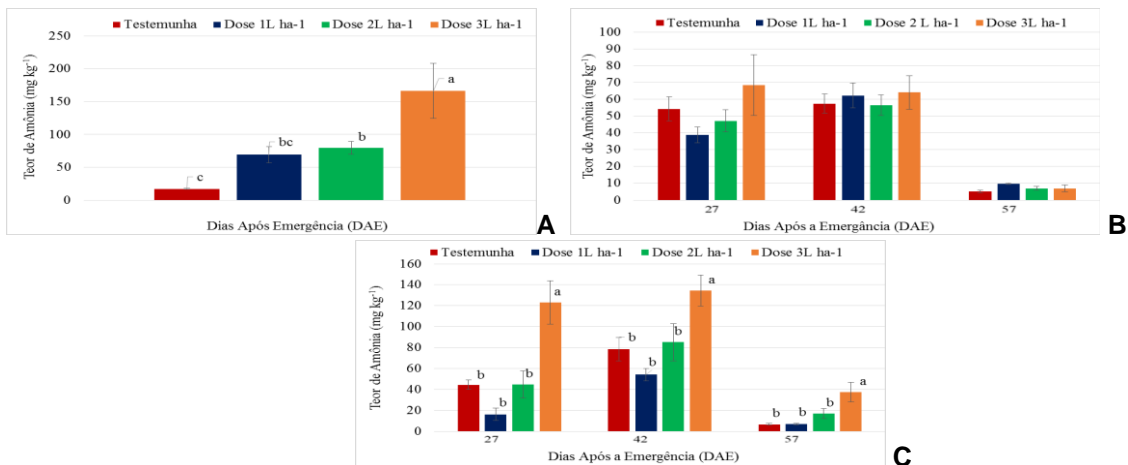 Testemunha Dose 1L ha-1 Dose 2L ha-1 Dose 3L ha-1
Teor de Amônia (mg kg⁻¹)
250
200
150
100
50
0
c
bc
b
a
Dias Após Emergência (DAE)
A
Testemunha Dose 1L ha-1 Dose 2 L ha-1 Dose 3L ha-1
Teor de Amônia (mg kg⁻¹)
100
90
80
70
60
50
40
30
20
10
0
27 42 57
Dias Após a Emergância (DAE)
B
Testemunha Dose 1L ha-1 Dose 2L ha-1 Dose 3L ha-1
Teor de Amônia (mg kg⁻¹)
160
140
120
100
80
60
40
20
0
b b b a
b b b a
b b b a
27 42 57
Dias Após a Emergência (DAE)
C